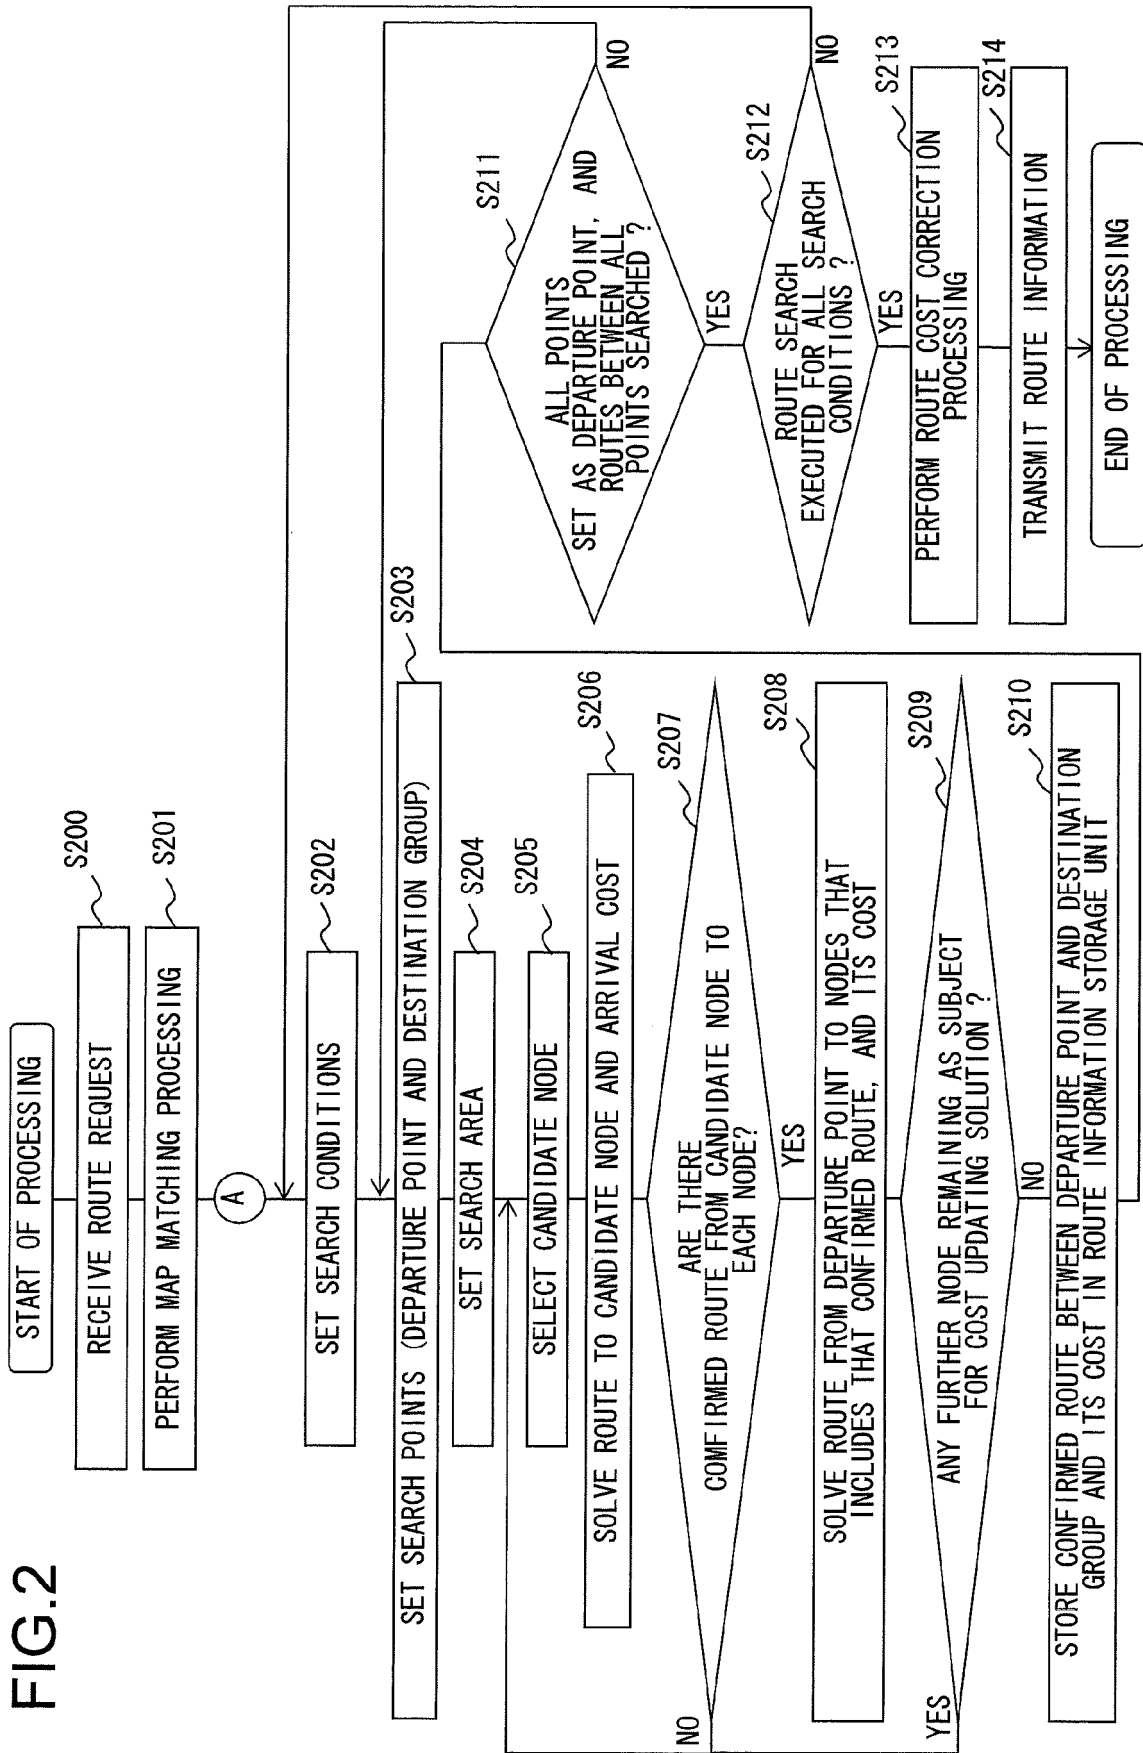 FIG.2
START OF PROCESSING
RECEIVE ROUTE REQUEST
S200
PERFORM MAP MATCHING PROCESSING
S201
A
SET SEARCH CONDITIONS
S202
SET SEARCH POINTS (DEPARTURE POINT AND DESTINATION GROUP)
S203
SET SEARCH AREA
S204
SELECT CANDIDATE NODE
S205
SOLVE ROUTE TO CANDIDATE NODE AND ARRIVAL COST
S206
ARE THERE
COMFIRMED ROUTE FROM CANDIDATE NODE TO
EACH NODE?
S207
NO
YES
SOLVE ROUTE FROM DEPARTURE POINT TO NODES THAT
INCLUDES THAT CONFIRMED ROUTE, AND ITS COST
S208
ANY FURTHER NODE REMAINING AS SUBJECT
FOR COST UPDATING SOLUTION ?
S209
YES
NO
STORE CONFIRMED ROUTE BETWEEN DEPARTURE POINT AND DESTINATION
GROUP AND ITS COST IN ROUTE INFORMATION STORAGE UNIT
S210
ALL POINTS
SET AS DEPARTURE POINT, AND
ROUTES BETWEEN ALL
POINTS SEARCHED ?
S211
NO
YES
ROUTE SEARCH
EXECUTED FOR ALL SEARCH
CONDITIONS ?
S212
NO
YES
PERFORM ROUTE COST CORRECTION
PROCESSING
S213
TRANSMIT ROUTE INFORMATION
S214
END OF PROCESSING